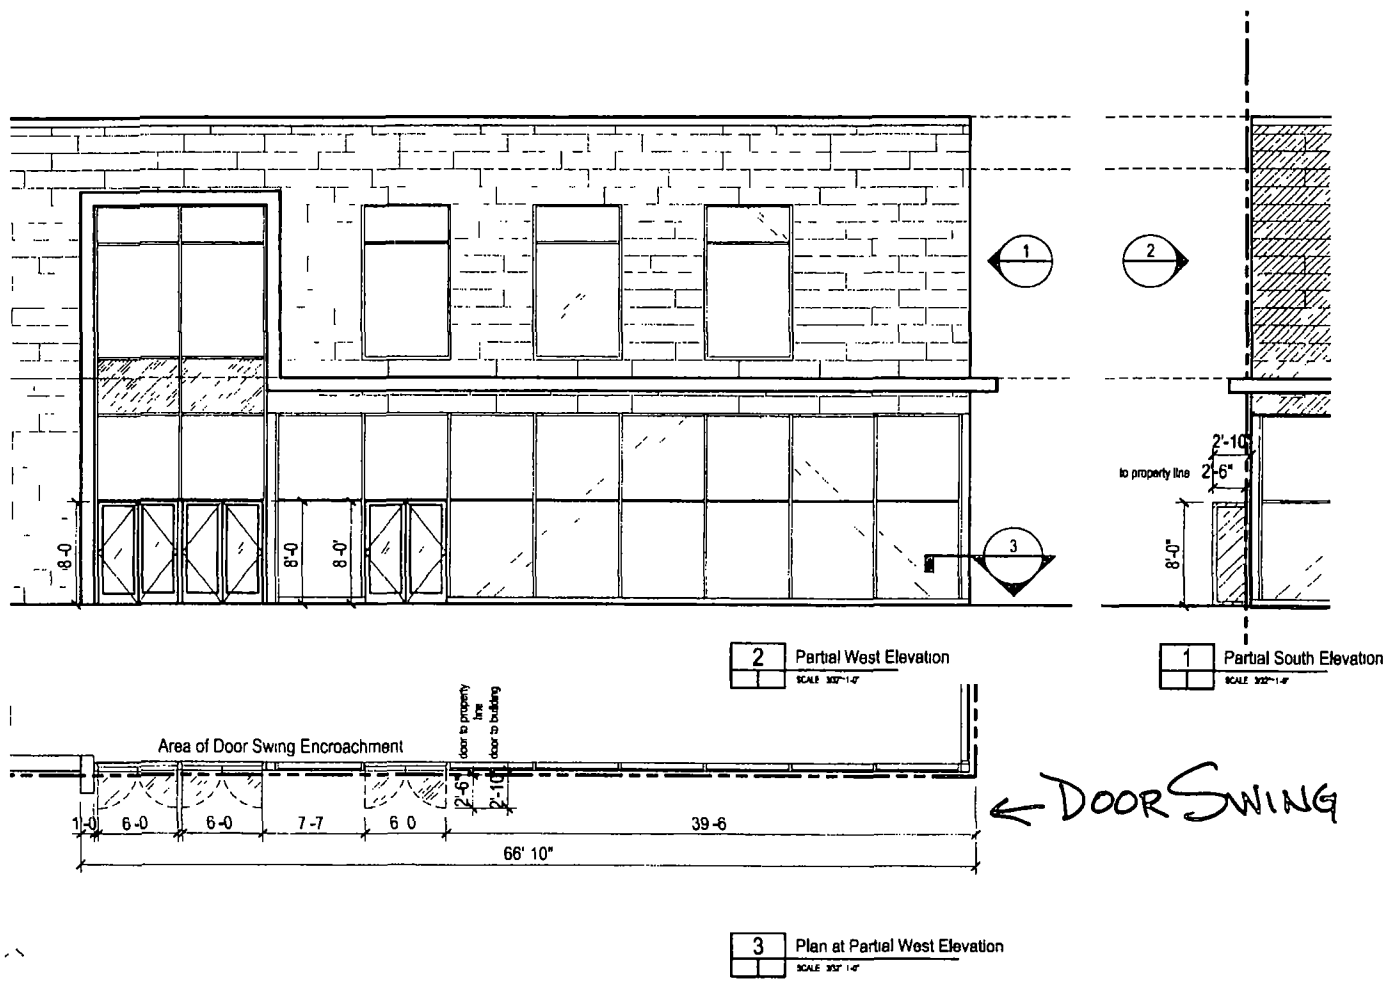 1
2
2'-10"
to property line
2'-6"
8-0
8'-0
8-0'
8'-0"
3
2
Partial West Elevation
1
Partial South Elevation
door to property
line
door to building
Area of Door Swing Encroachment
2'-6"
2'-10"
DOOR SWING
1-0
6-0
6-0
7-7
6 0
39-6
66' 10"
3
Plan at Partial West Elevation